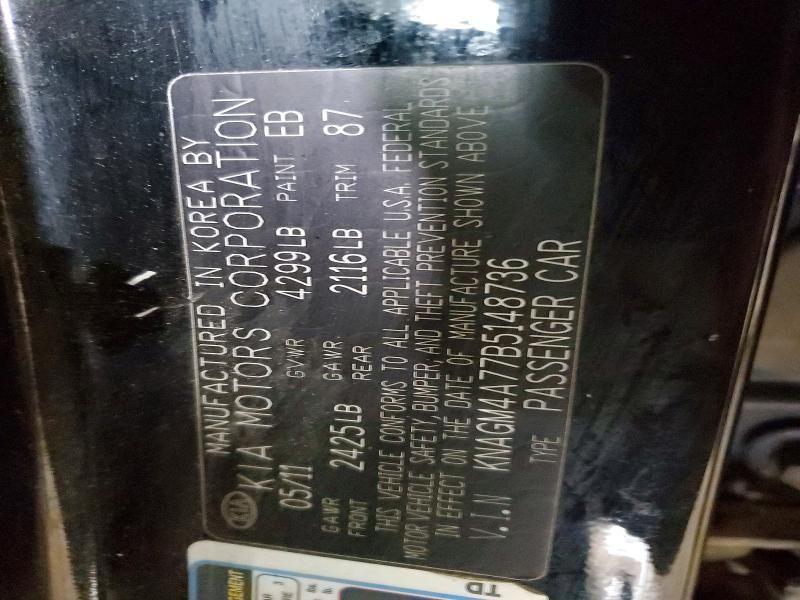 MANUFACTURED IN KOREA BY
KIA KIA MOTORS CORPORATION
05/11 GVWR 4299LB PAINT EB
GAWR FRONT 2425LB GAWR REAR 2116LB TRIM 87
THIS VEHICLE CONFORMS TO ALL APPLICABLE U.S.A. FEDERAL
MOTOR VEHICLE SAFETY, BUMPER, AND THEFT PREVENTION STANDARDS
IN EFFECT ON THE DATE OF MANUFACTURE SHOWN ABOVE
V.I.N KNAGM4A77B5148736
TYPE PASSENGER CAR